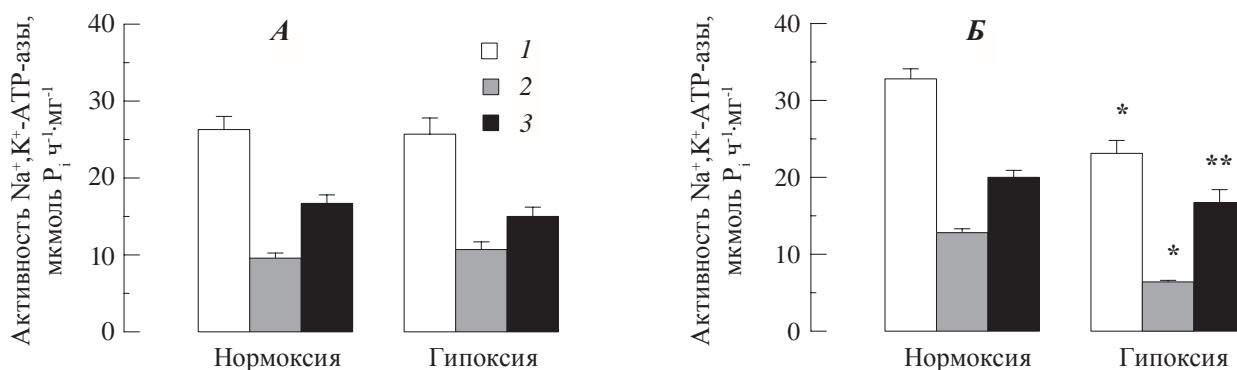 Активность Na⁺,K⁺-АТР-азы,
мкмоль Pᵢ ч⁻¹·мг⁻¹
40
30
20
10
0
А
1
2
3
Нормоксия
Гипоксия
Активность Na⁺,K⁺-АТР-азы,
мкмоль Pᵢ ч⁻¹·мг⁻¹
40
30
20
10
0
Б
*
*
**
Нормоксия
Гипоксия